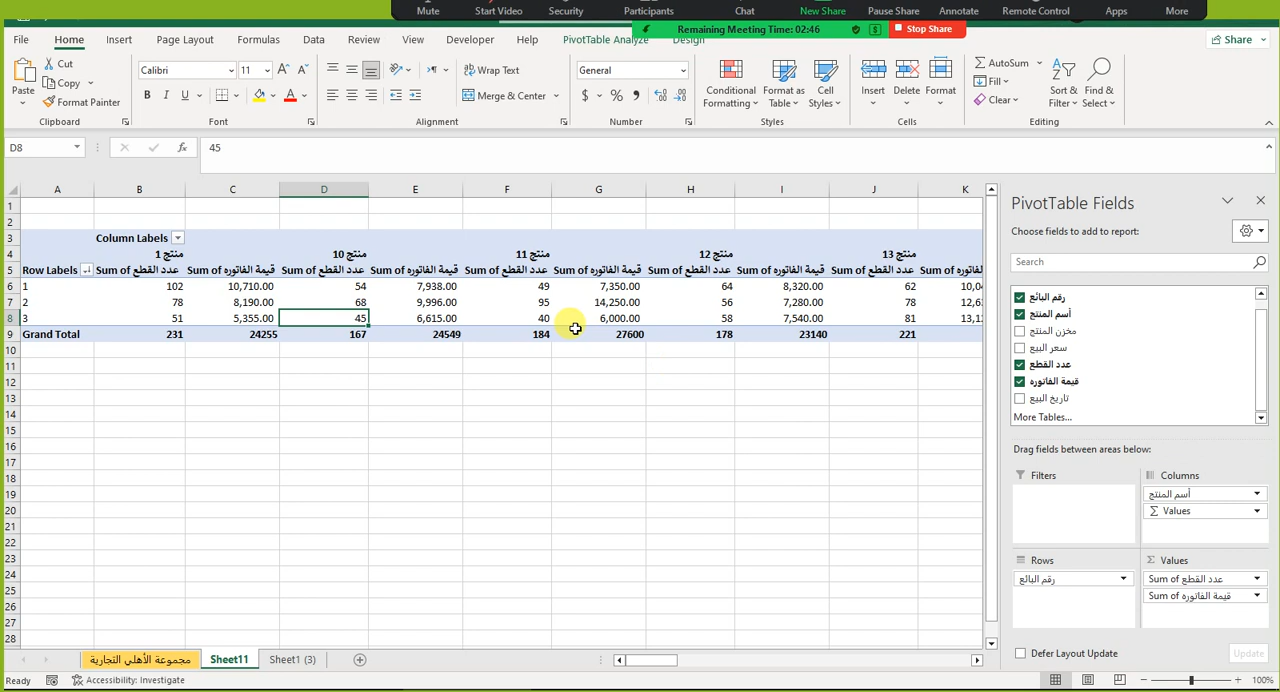 Mute Start Video Security Participants Chat New Share Pause Share Annotate Remote Control Apps More
Remaining Meeting Time: 02:46 Stop Share
File Home Insert Page Layout Formulas Data Review View Developer Help PivotTable Analyze Design Share
Paste Cut Copy Format Painter
Clipboard
Calibri 11
B I U A
Font
Wrap Text
Merge & Center
Alignment
General
$ % 9
Number
Conditional Formatting Format as Table Cell Styles
Styles
Insert Delete Format
Cells
AutoSum Fill Clear Sort & Filter Find & Select
Editing
D8 fx 45
A B C D E F G H I J K
1
2
3 Column Labels
4 منتج 1 منتج 10 منتج 11 منتج 12 منتج 13
5 Row Labels Sum of عدد القطع Sum of قيمة الفاتوره Sum of عدد القطع Sum of قيمة الفاتوره Sum of عدد القطع Sum of قيمة الفاتوره Sum of عدد القطع Sum of قيمة الفاتوره Sum of عدد القطع Sum of
6 1 102 10,710.00 54 7,938.00 49 7,350.00 64 8,320.00 62 10,0
7 2 78 8,190.00 68 9,996.00 95 14,250.00 56 7,280.00 78 12,6
8 3 51 5,355.00 45 6,615.00 40 6,000.00 58 7,540.00 81 13,1
9 Grand Total 231 24255 167 24549 184 27600 178 23140 221
10
11
12
13
14
15
16
17
18
19
20
21
22
23
24
25
26
27
28
PivotTable Fields
Choose fields to add to report:
Search
رقم البائع
أسم المنتج
مخزن المنتج
سعر البيع
عدد القطع
قيمة الفاتوره
تاريخ البيع
More Tables...
Drag fields between areas below:
Filters Columns
أسم المنتج
Σ Values
Rows Σ Values
رقم البائع Sum of عدد القطع
Sum of قيمة الفاتوره
Defer Layout Update Update
مجموعة الأهلي التجارية Sheet11 Sheet1 (3)
Ready Accessibility: Investigate 100%